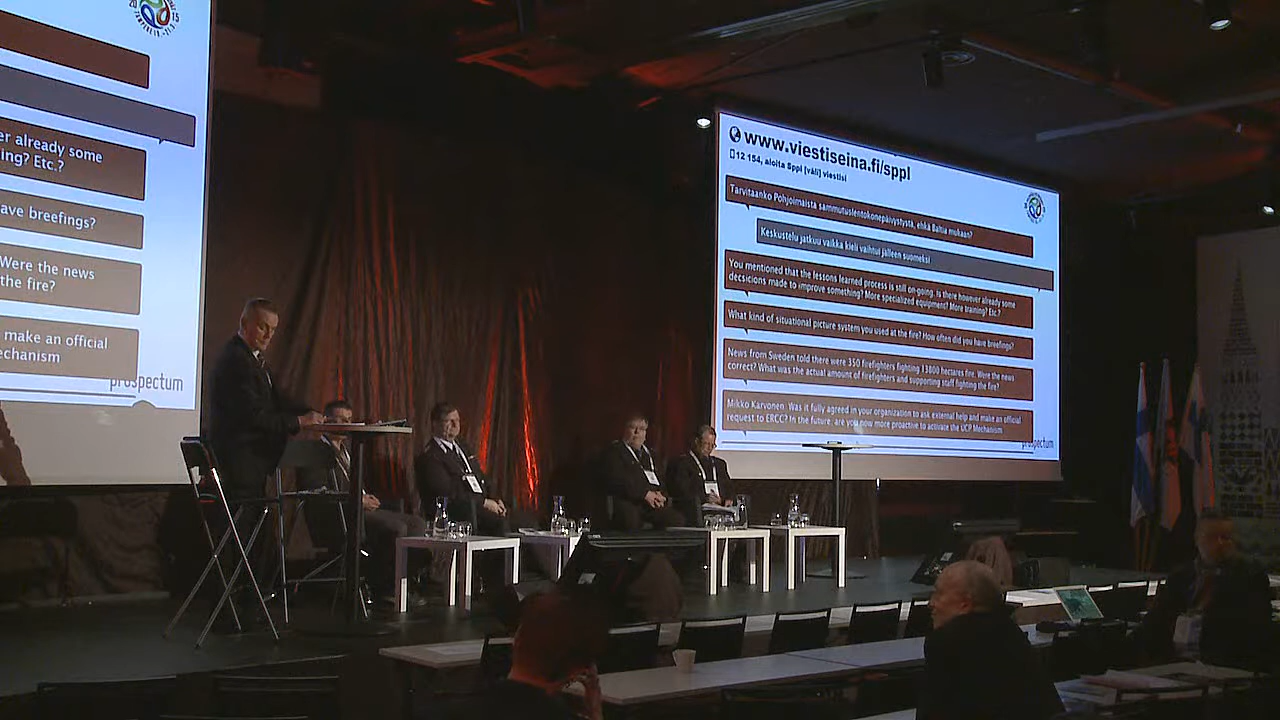 er already some
ing? Etc.?
ave breefings?
Were the news
the fire?
make an official
echanism
prospectum
www.viestiseina.fi/sppl
12 154, aloita Sppl [väli] viestisi
Tarvitaanko Pohjoimaista sammutuslentokonepäivystystä, ehkä Baltia mukaan?
Keskustelu jatkuu vaikka kieli vaihtui jälleen suomeksi
You mentioned that the lessons learned process is still on-going. Is there however already some
decsicions made to improve something? More specialized equipment? More training? Etc.?
What kind of situational picture system you used at the fire? How often did you have breefings?
News from Sweden told there were 350 firefighters fighting 13800 hectares fire. Were the news
correct? What was the actual amount of firefighters and supporting staff fighting the fire?
Mikko Karvonen: Was it fully agreed in your organization to ask external help and make an official
request to ERCC? In the future, are you now more proactive to activate the UCP Mechanism
prospectum